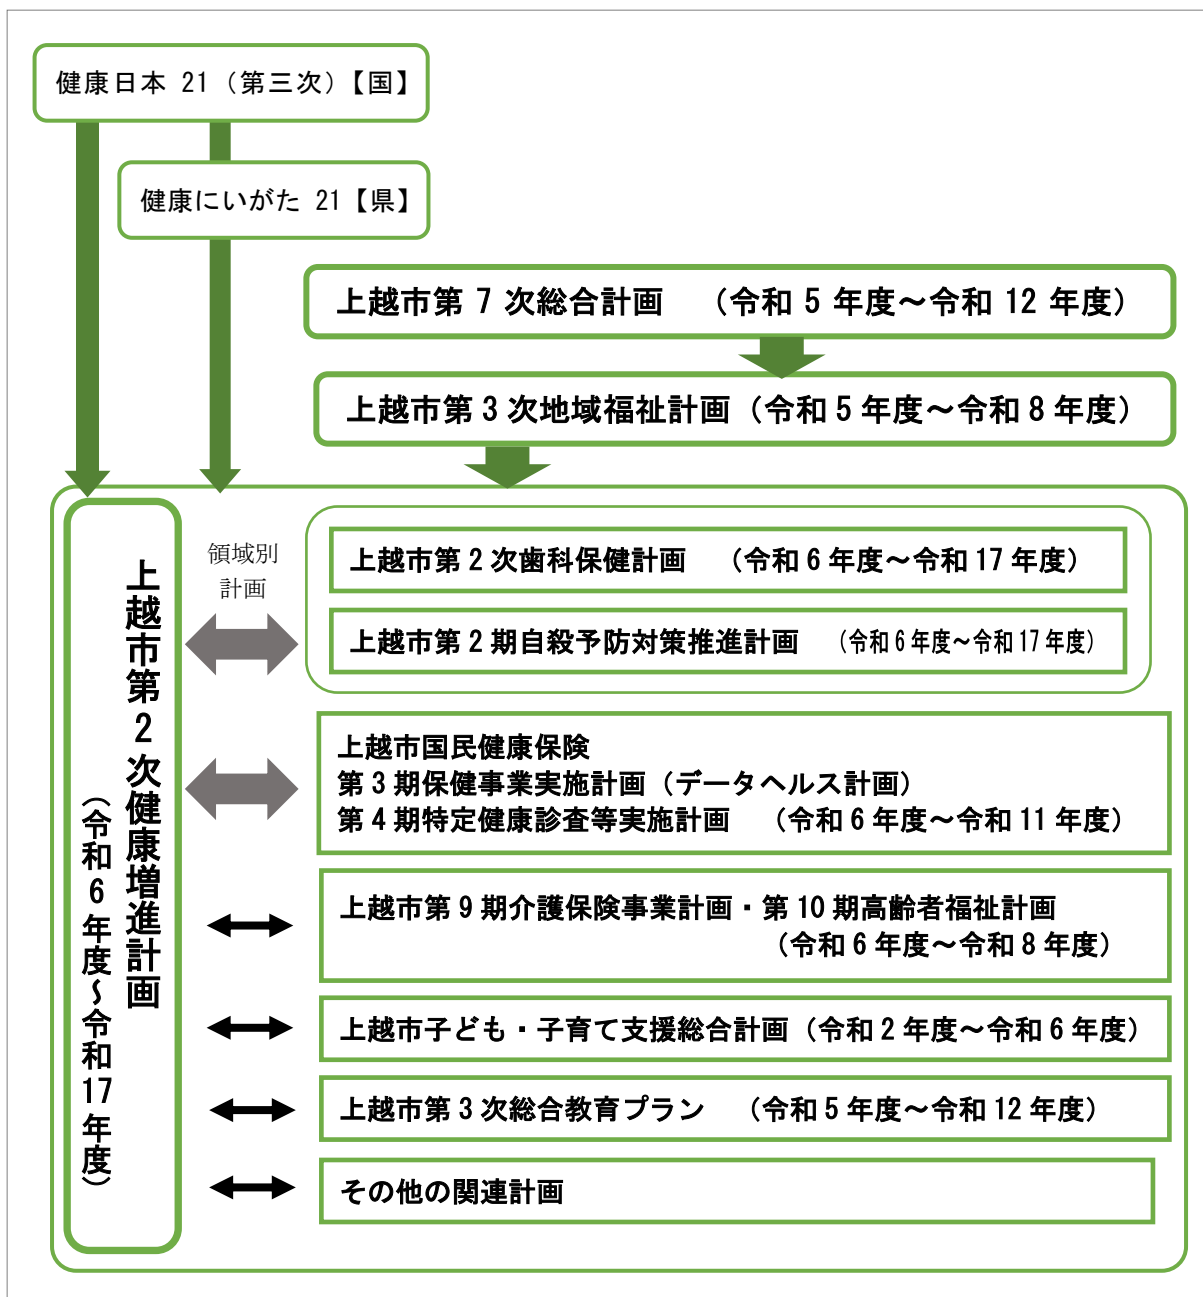 健康日本 21（第三次）【国】
健康にいがた 21【県】
上越市第 7 次総合計画　（令和 5 年度～令和 12 年度）
上越市第 3 次地域福祉計画（令和 5 年度～令和 8 年度）
上越市第２次健康増進計画
（令和６年度～令和17年度）
領域別
計画
上越市第 2 次歯科保健計画　（令和 6 年度～令和 17 年度）
上越市第 2 期自殺予防対策推進計画　（令和 6 年度～令和 17 年度）
上越市国民健康保険
第 3 期保健事業実施計画（データヘルス計画）
第 4 期特定健康診査等実施計画　（令和 6 年度～令和 11 年度）
上越市第 9 期介護保険事業計画・第 10 期高齢者福祉計画
（令和 6 年度～令和 8 年度）
上越市子ども・子育て支援総合計画（令和 2 年度～令和 6 年度）
上越市第 3 次総合教育プラン　（令和 5 年度～令和 12 年度）
その他の関連計画